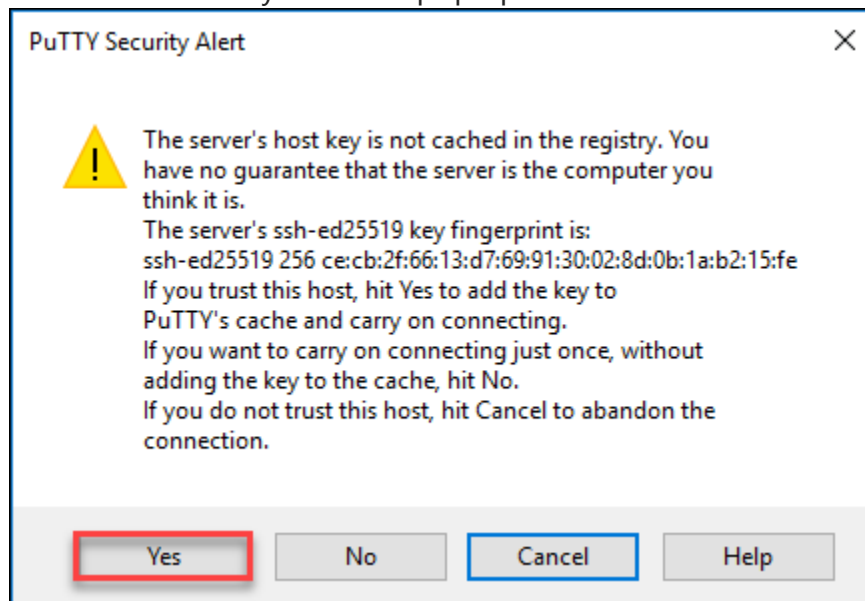 PuTTY Security Alert
The server's host key is not cached in the registry. You
have no guarantee that the server is the computer you
think it is.
The server's ssh-ed25519 key fingerprint is:
ssh-ed25519 256 ce:cb:2f:66:13:d7:69:91:30:02:8d:0b:1a:b2:15:fe
If you trust this host, hit Yes to add the key to
PuTTY's cache and carry on connecting.
If you want to carry on connecting just once, without
adding the key to the cache, hit No.
If you do not trust this host, hit Cancel to abandon the
connection.
Yes No Cancel Help